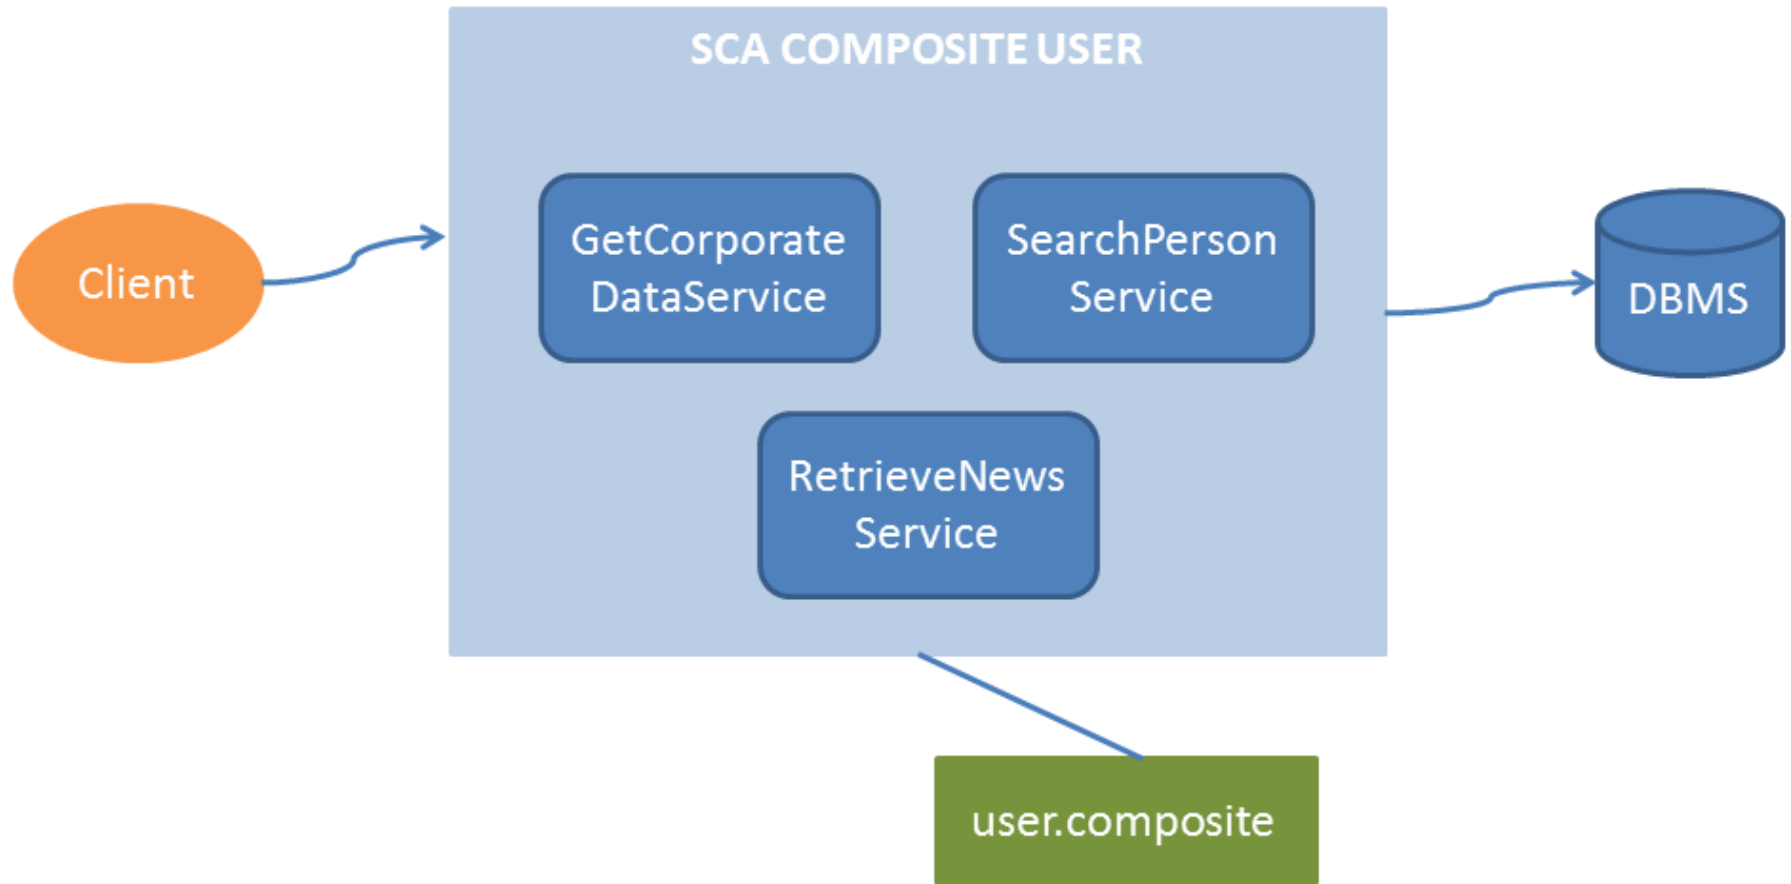 SCA COMPOSITE USER
Client
GetCorporate
DataService
SearchPerson
Service
DBMS
RetrieveNews
Service
user.composite